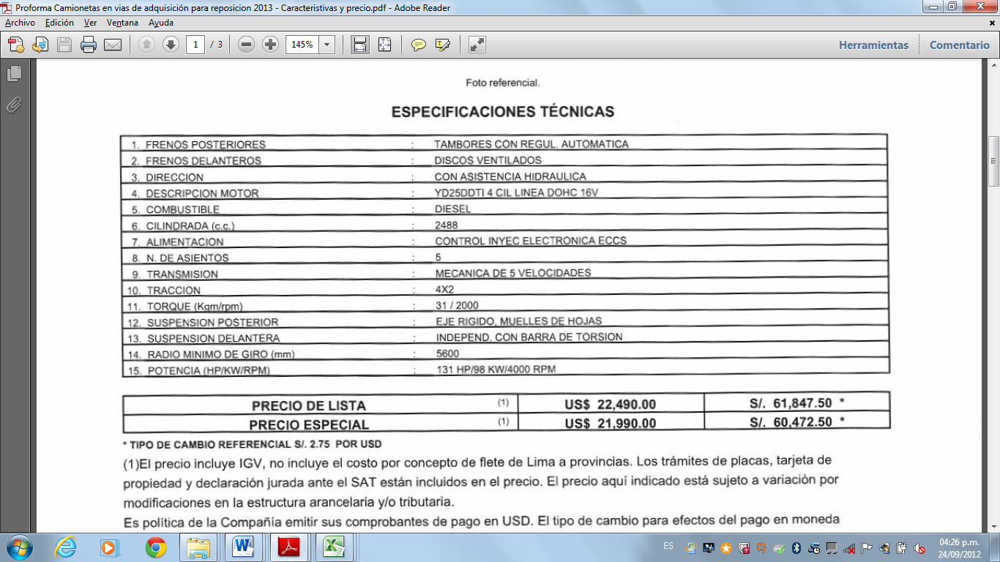 Proforma Camionetas en vias de adquisición para reposicion 2013 - Caracteristivas y precio.pdf - Adobe Reader
Archivo Edición Ver Ventana Ayuda
1 / 3 145% Herramientas Comentario
Foto referencial.
ESPECIFICACIONES TÉCNICAS
1. FRENOS POSTERIORES : TAMBORES CON REGUL. AUTOMATICA
2. FRENOS DELANTEROS : DISCOS VENTILADOS
3. DIRECCION : CON ASISTENCIA HIDRAULICA
4. DESCRIPCION MOTOR : YD25DDTI 4 CIL LINEA DOHC 16V
5. COMBUSTIBLE : DIESEL
6. CILINDRADA (c.c.) : 2488
7. ALIMENTACION : CONTROL INYEC ELECTRONICA ECCS
8. N. DE ASIENTOS : 5
9. TRANSMISION : MECANICA DE 5 VELOCIDADES
10. TRACCION : 4X2
11. TORQUE (Kgm/rpm) : 31 / 2000
12. SUSPENSION POSTERIOR : EJE RIGIDO, MUELLES DE HOJAS
13. SUSPENSION DELANTERA : INDEPEND. CON BARRA DE TORSION
14. RADIO MINIMO DE GIRO (mm) : 5600
15. POTENCIA (HP/KW/RPM) : 131 HP/98 KW/4000 RPM
PRECIO DE LISTA (1) US$ 22,490.00 S/. 61,847.50 *
PRECIO ESPECIAL (1) US$ 21,990.00 S/. 60,472.50 *
* TIPO DE CAMBIO REFERENCIAL S/. 2.75 POR USD
(1)El precio incluye IGV, no incluye el costo por concepto de flete de Lima a provincias. Los trámites de placas, tarjeta de
propiedad y declaración jurada ante el SAT están incluidos en el precio. El precio aquí indicado está sujeto a variación por
modificaciones en la estructura arancelaria y/o tributaria.
Es política de la Compañía emitir sus comprobantes de pago en USD. El tipo de cambio para efectos del pago en moneda
ES 04:26 p.m.
24/09/2012